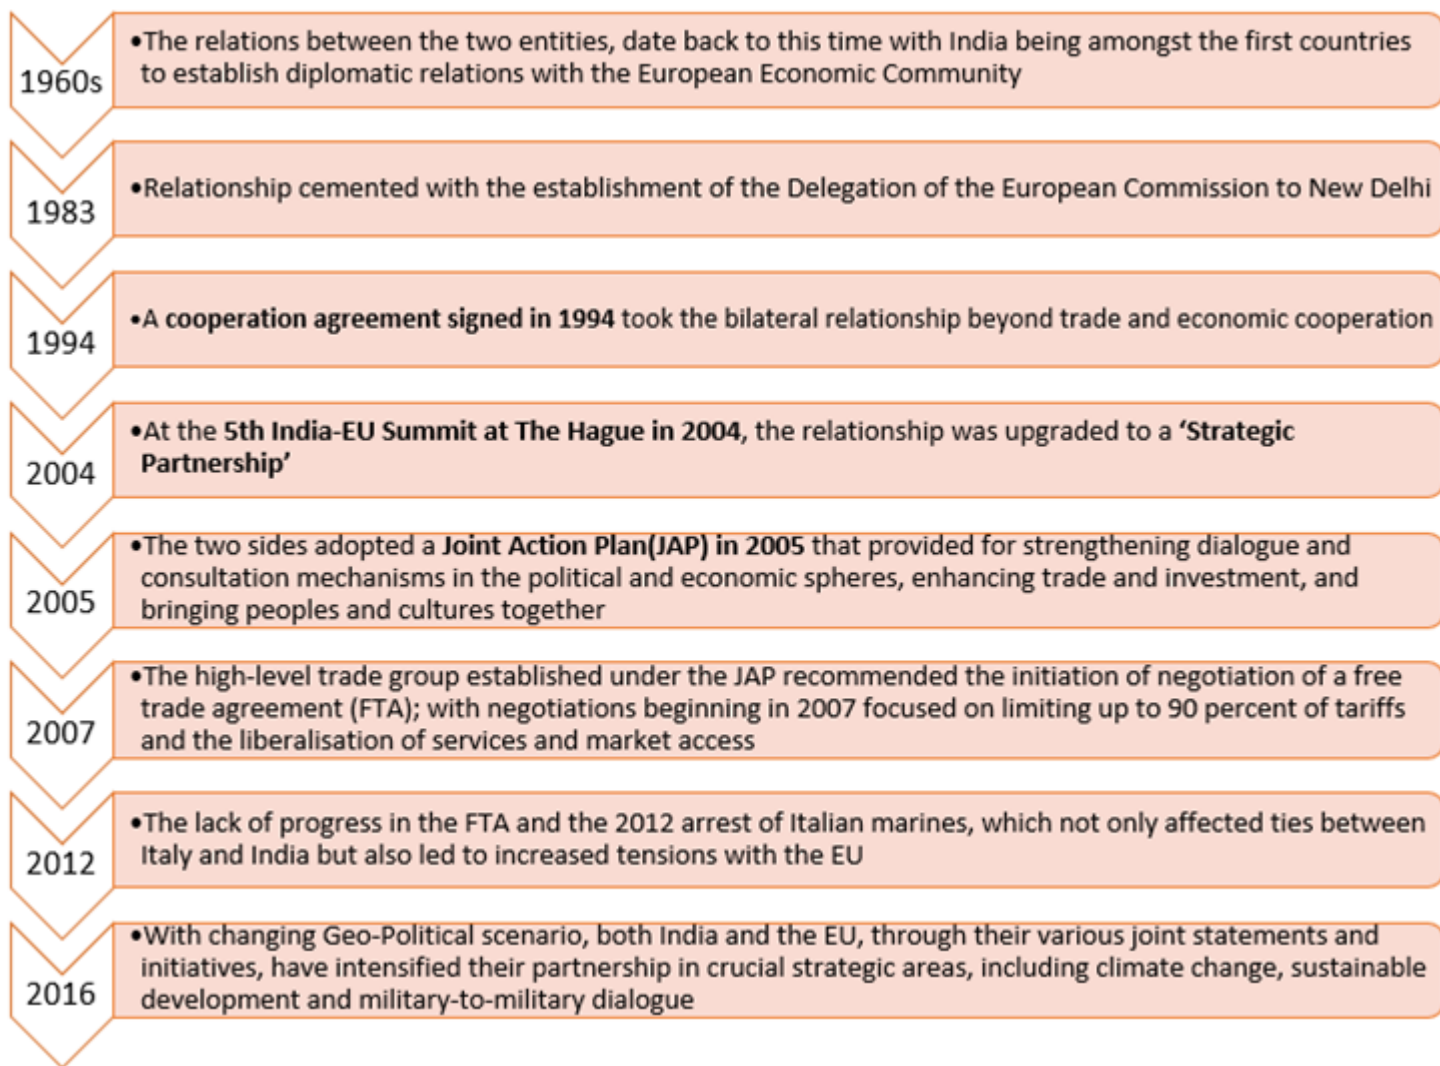 1960s
•The relations between the two entities, date back to this time with India being amongst the first countries
to establish diplomatic relations with the European Economic Community
1983
•Relationship cemented with the establishment of the Delegation of the European Commission to New Delhi
1994
•A cooperation agreement signed in 1994 took the bilateral relationship beyond trade and economic cooperation
2004
•At the 5th India-EU Summit at The Hague in 2004, the relationship was upgraded to a ‘Strategic
Partnership’
2005
•The two sides adopted a Joint Action Plan(JAP) in 2005 that provided for strengthening dialogue and
consultation mechanisms in the political and economic spheres, enhancing trade and investment, and
bringing peoples and cultures together
2007
•The high-level trade group established under the JAP recommended the initiation of negotiation of a free
trade agreement (FTA); with negotiations beginning in 2007 focused on limiting up to 90 percent of tariffs
and the liberalisation of services and market access
2012
•The lack of progress in the FTA and the 2012 arrest of Italian marines, which not only affected ties between
Italy and India but also led to increased tensions with the EU
2016
•With changing Geo-Political scenario, both India and the EU, through their various joint statements and
initiatives, have intensified their partnership in crucial strategic areas, including climate change, sustainable
development and military-to-military dialogue